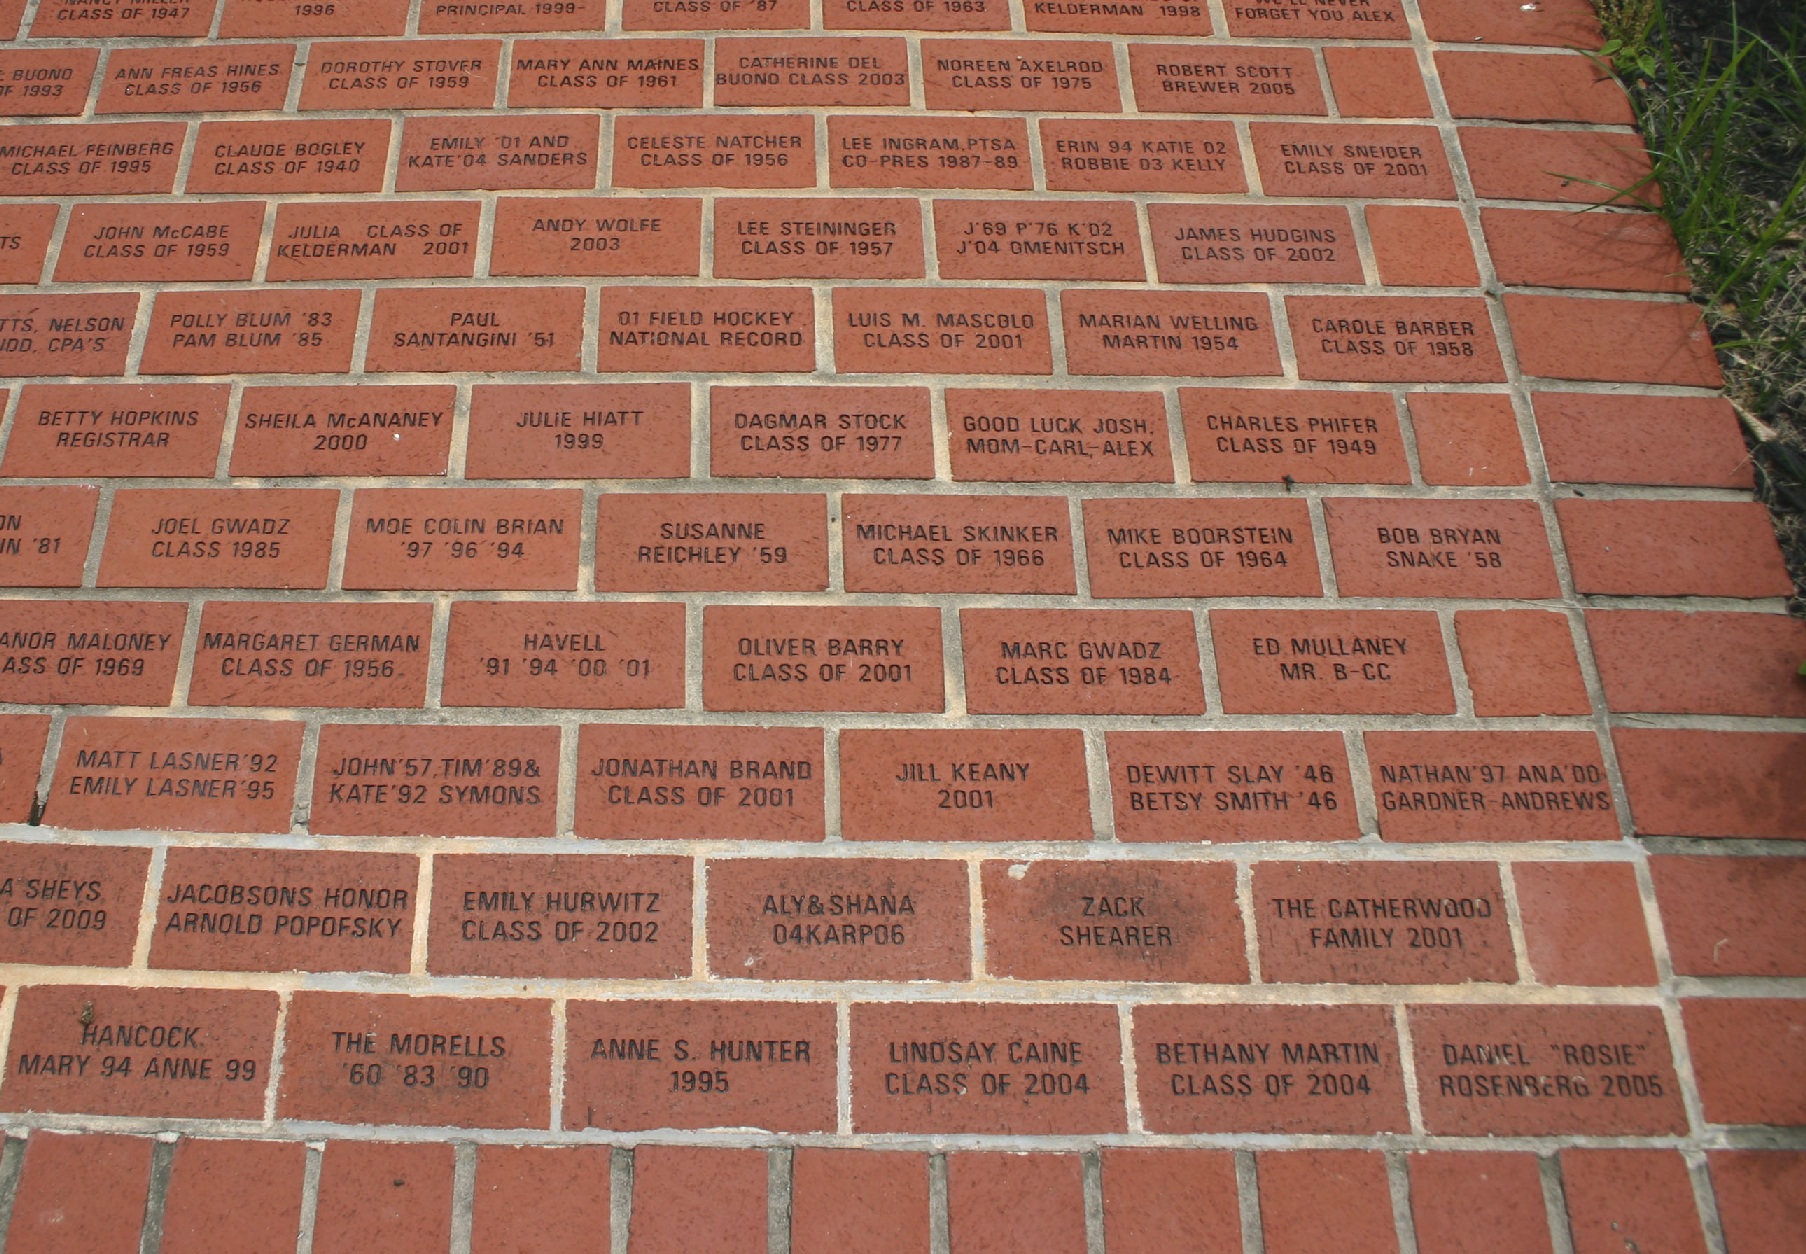 CLASS OF 1947
1996
PRINCIPAL 1999-
CLASS OF '87
CLASS OF 1963
KELDERMAN 1998
WE'LL NEVER
FORGET YOU ALEX
BUONO
OF 1993
ANN FREAS HINES
CLASS OF 1956
DOROTHY STOVER
CLASS OF 1959
MARY ANN MAINES
CLASS OF 1961
CATHERINE DEL
BUONO CLASS 2003
NOREEN AXELROD
CLASS OF 1975
ROBERT SCOTT
BREWER 2005
MICHAEL FEINBERG
CLASS OF 1995
CLAUDE BOGLEY
CLASS OF 1940
EMILY '01 AND
KATE'04 SANDERS
CELESTE NATCHER
CLASS OF 1956
LEE INGRAM,PTSA
CO-PRES 1987-89
ERIN 94 KATIE 02
ROBBIE 03 KELLY
EMILY SNEIDER
CLASS OF 2001
TS
JOHN McCABE
CLASS OF 1959
JULIA CLASS OF
KELDERMAN 2001
ANDY WOLFE
2003
LEE STEININGER
CLASS OF 1957
J'69 P'76 K'02
J'04 OMENITSCH
JAMES HUDGINS
CLASS OF 2002
TTS, NELSON
CPA'S
POLLY BLUM '83
PAM BLUM '85
PAUL
SANTANGINI '51
01 FIELD HOCKEY
NATIONAL RECORD
LUIS M. MASCOLO
CLASS OF 2001
MARIAN WELLING
MARTIN 1954
CAROLE BARBER
CLASS OF 1958
BETTY HOPKINS
REGISTRAR
SHEILA McANANEY
2000
JULIE HIATT
1999
DAGMAR STOCK
CLASS OF 1977
GOOD LUCK JOSH,
MOM-CARL-ALEX
CHARLES PHIFER
CLASS OF 1949
ON
IN '81
JOEL GWADZ
CLASS 1985
MOE COLIN BRIAN
'97 '96 '94
SUSANNE
REICHLEY '59
MICHAEL SKINKER
CLASS OF 1966
MIKE BOORSTEIN
CLASS OF 1964
BOB BRYAN
SNAKE '58
ANOR MALONEY
ASS OF 1969
MARGARET GERMAN
CLASS OF 1956
HAVELL
'91 '94 '00 '01
OLIVER BARRY
CLASS OF 2001
MARC GWADZ
CLASS OF 1984
ED MULLANEY
MR. B-CC
MATT LASNER'92
EMILY LASNER'95
JOHN'57,TIM'89&
KATE'92 SYMONS
JONATHAN BRAND
CLASS OF 2001
JILL KEANY
2001
DEWITT SLAY '46
BETSY SMITH '46
NATHAN'97 ANA'00
GARDNER-ANDREWS
A SHEYS
OF 2009
JACOBSONS HONOR
ARNOLD POPOFSKY
EMILY HURWITZ
CLASS OF 2002
ALY&SHANA
04KARP06
ZACK
SHEARER
THE CATHERWOOD
FAMILY 2001
HANCOCK
MARY 94 ANNE 99
THE MORELLS
'60 '83 '90
ANNE S. HUNTER
1995
LINDSAY CAINE
CLASS OF 2004
BETHANY MARTIN
CLASS OF 2004
DANIEL "ROSIE"
ROSENBERG 2005